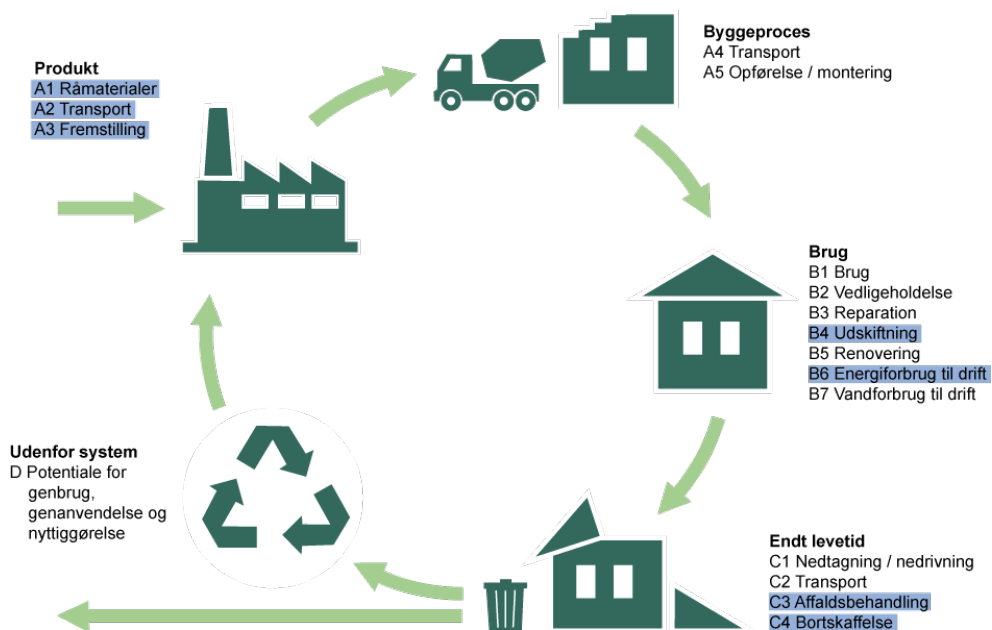 Produkt
A1 Råmaterialer
A2 Transport
A3 Fremstilling
Byggeproces
A4 Transport
A5 Opførelse / montering
Brug
B1 Brug
B2 Vedligeholdelse
B3 Reparation
B4 Udskiftning
B5 Renovering
B6 Energiforbrug til drift
B7 Vandforbrug til drift
Endt levetid
C1 Nedtagning / nedrivning
C2 Transport
C3 Affaldsbehandling
C4 Bortskaffelse
Udenfor system
D Potentiale for
genbrug,
genanvendelse og
nyttiggørelse